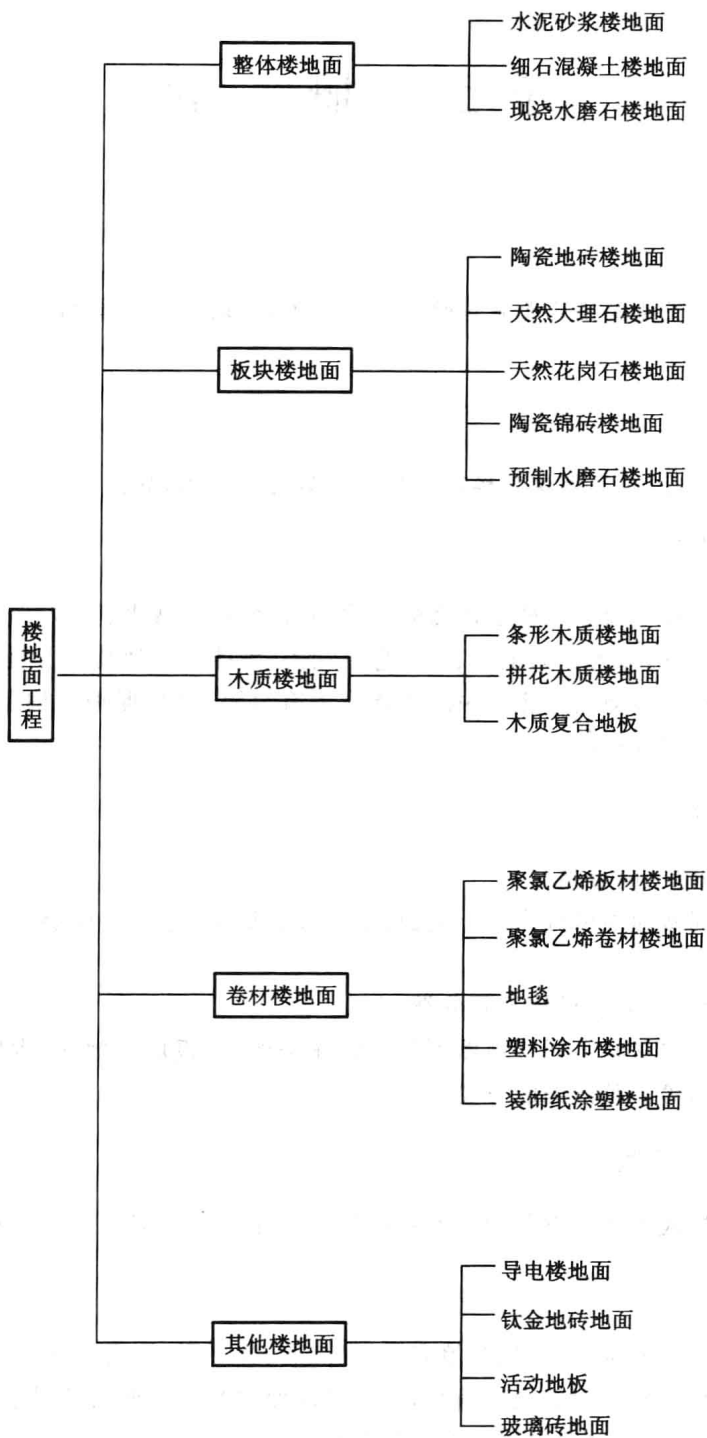 楼地面工程
整体楼地面
水泥砂浆楼地面
细石混凝土楼地面
现浇水磨石楼地面
板块楼地面
陶瓷地砖楼地面
天然大理石楼地面
天然花岗石楼地面
陶瓷锦砖楼地面
预制水磨石楼地面
木质楼地面
条形木质楼地面
拼花木质楼地面
木质复合地板
卷材楼地面
聚氯乙烯板材楼地面
聚氯乙烯卷材楼地面
地毯
塑料涂布楼地面
装饰纸涂塑楼地面
其他楼地面
导电楼地面
钛金地砖地面
活动地板
玻璃砖地面